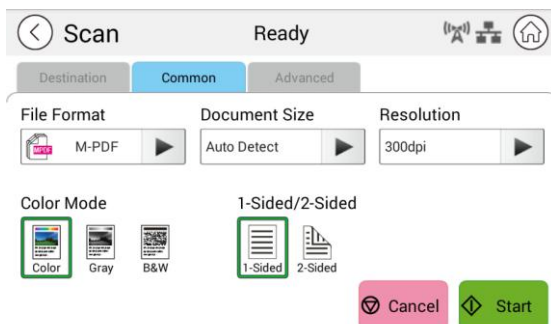 Scan Ready
Destination Common Advanced
File Format Document Size Resolution
MPDF M-PDF Auto Detect 300dpi
Color Mode 1-Sided/2-Sided
Color Gray B&W 1-Sided 2-Sided
Cancel Start